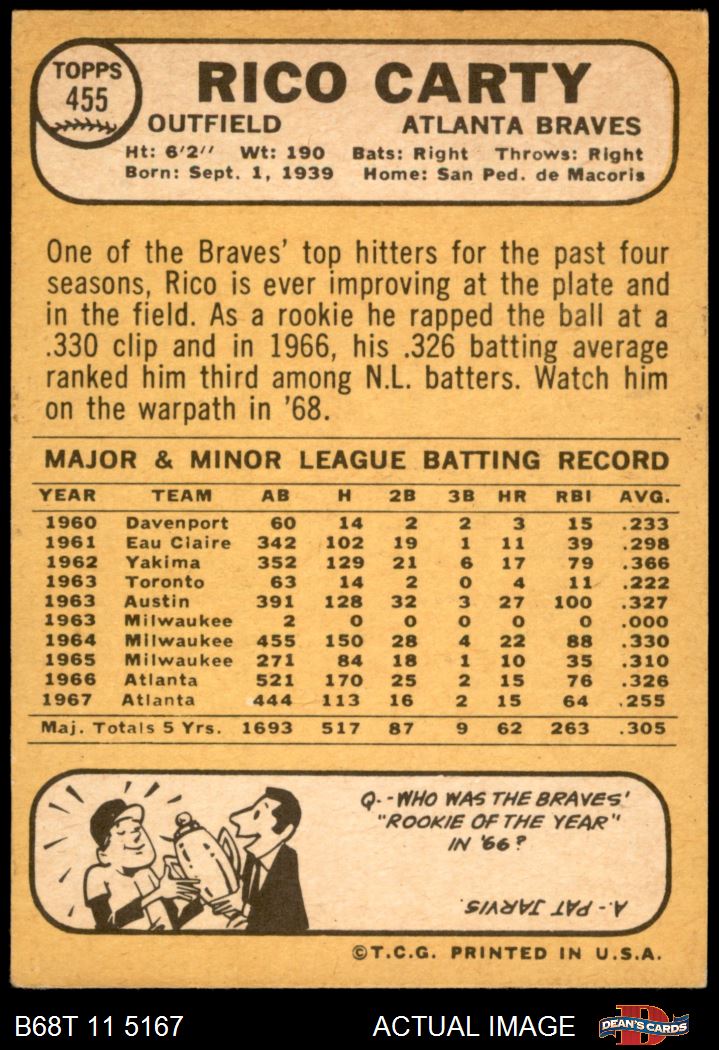 TOPPS
455
RICO CARTY
OUTFIELD ATLANTA BRAVES
Ht: 6'2" Wt: 190 Bats: Right Throws: Right
Born: Sept. 1, 1939 Home: San Ped. de Macoris
One of the Braves' top hitters for the past four
seasons, Rico is ever improving at the plate and
in the field. As a rookie he rapped the ball at a
.330 clip and in 1966, his .326 batting average
ranked him third among N.L. batters. Watch him
on the warpath in '68.
MAJOR & MINOR LEAGUE BATTING RECORD
YEAR TEAM AB H 2B 3B HR RBI AVG.
1960 Davenport 60 14 2 2 3 15 .233
1961 Eau Claire 342 102 19 1 11 39 .298
1962 Yakima 352 129 21 6 17 79 .366
1963 Toronto 63 14 2 0 4 11 .222
1963 Austin 391 128 32 3 27 100 .327
1963 Milwaukee 2 0 0 0 0 0 .000
1964 Milwaukee 455 150 28 4 22 88 .330
1965 Milwaukee 271 84 18 1 10 35 .310
1966 Atlanta 521 170 25 2 15 76 .326
1967 Atlanta 444 113 16 2 15 64 .255
Maj. Totals 5 Yrs. 1693 517 87 9 62 263 .305
Q.-WHO WAS THE BRAVES'
"ROOKIE OF THE YEAR"
IN '66?
A.-PAT JARVIS.
©T.C.G. PRINTED IN U.S.A.
B68T 11 5167 ACTUAL IMAGE
D
DEAN'S CARDS